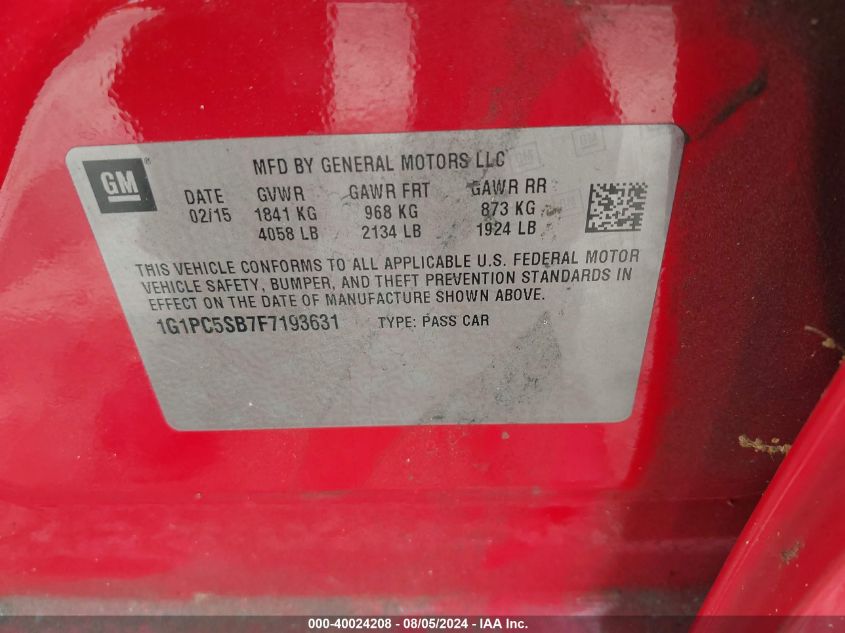 GM ®
MFD BY GENERAL MOTORS LLC
DATE GVWR GAWR FRT GAWR RR
02/15 1841 KG 968 KG 873 KG
4058 LB 2134 LB 1924 LB
THIS VEHICLE CONFORMS TO ALL APPLICABLE U.S. FEDERAL MOTOR
VEHICLE SAFETY, BUMPER, AND THEFT PREVENTION STANDARDS IN
EFFECT ON THE DATE OF MANUFACTURE SHOWN ABOVE.
1G1PC5SB7F7193631 TYPE: PASS CAR
000-40024208 - 08/05/2024 - IAA Inc.